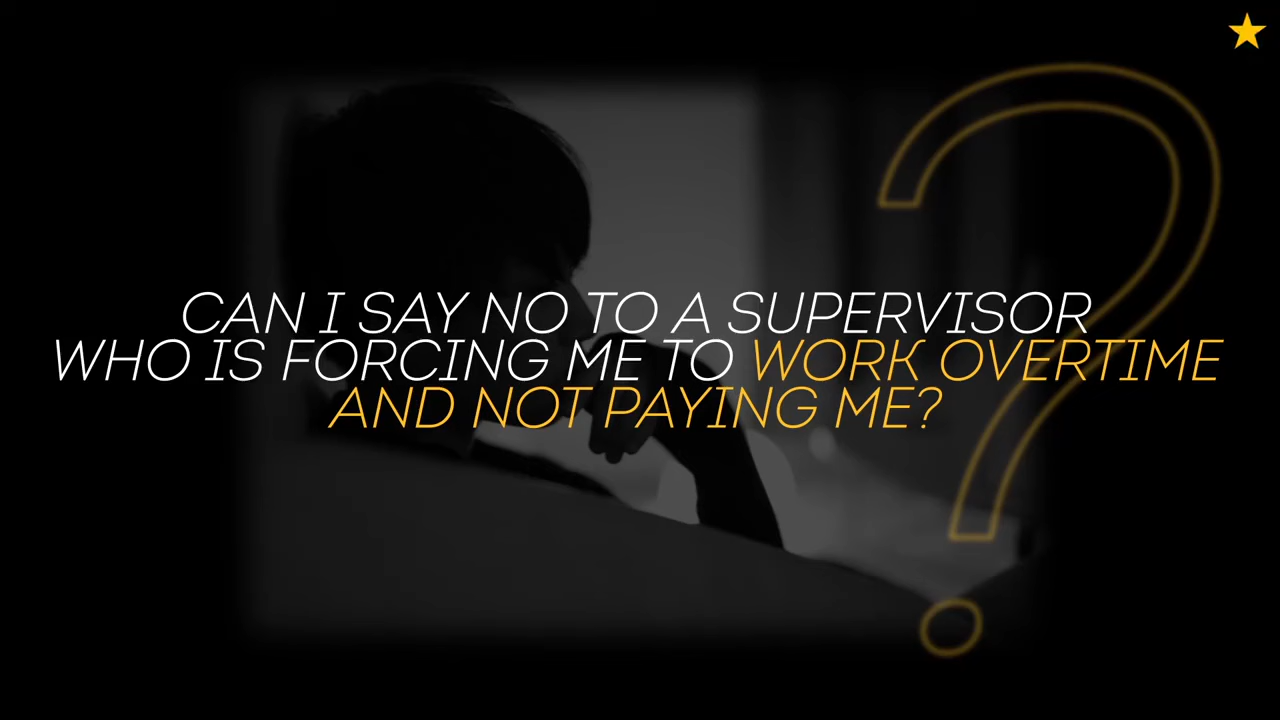 CAN I SAY NO TO A SUPERVISOR
WHO IS FORCING ME TO WORK OVERTIME
AND NOT PAYING ME?
?